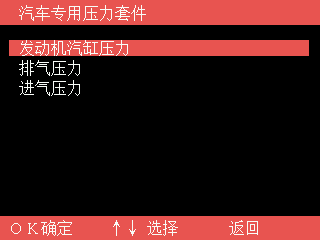 汽车专用压力套件
发动机汽缸压力
排气压力
进气压力
ＯＫ确定 ↑↓ 选择 返回